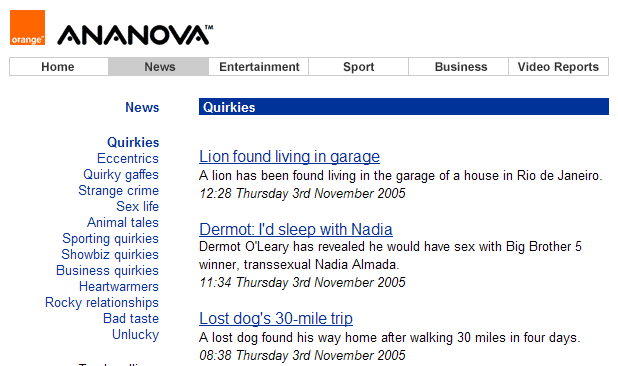 orange™
ANANOVA™
Home News Entertainment Sport Business Video Reports
News
Quirkies
Eccentrics
Quirky gaffes
Strange crime
Sex life
Animal tales
Sporting quirkies
Showbiz quirkies
Business quirkies
Heartwarmers
Rocky relationships
Bad taste
Unlucky
Quirkies
Lion found living in garage
A lion has been found living in the garage of a house in Rio de Janeiro.
12:28 Thursday 3rd November 2005
Dermot: I'd sleep with Nadia
Dermot O'Leary has revealed he would have sex with Big Brother 5
winner, transsexual Nadia Almada.
11:34 Thursday 3rd November 2005
Lost dog's 30-mile trip
A lost dog found his way home after walking 30 miles in four days.
08:38 Thursday 3rd November 2005